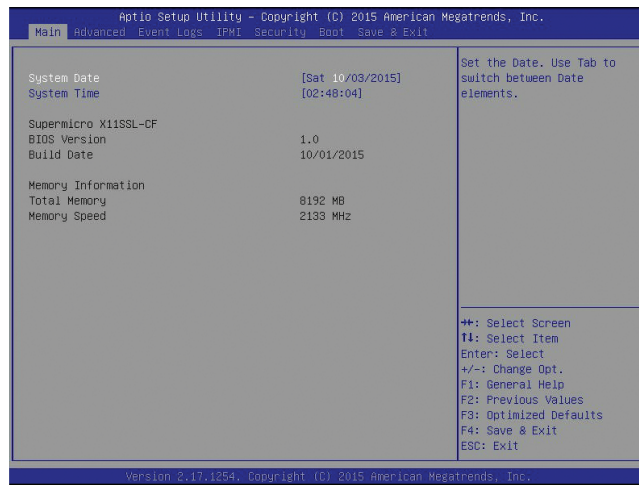 Aptio Setup Utility – Copyright (C) 2015 American Megatrends, Inc.
Main Advanced Event Logs IPMI Security Boot Save & Exit
System Date [Sat 10/03/2015]
System Time [02:48:04]
Supermicro X11SSL-CF
BIOS Version 1.0
Build Date 10/01/2015
Memory Information
Total Memory 8192 MB
Memory Speed 2133 MHz
Set the Date. Use Tab to
switch between Date
elements.
→←: Select Screen
↑↓: Select Item
Enter: Select
+/-: Change Opt.
F1: General Help
F2: Previous Values
F3: Optimized Defaults
F4: Save & Exit
ESC: Exit
Version 2.17.1254. Copyright (C) 2015 American Megatrends, Inc.